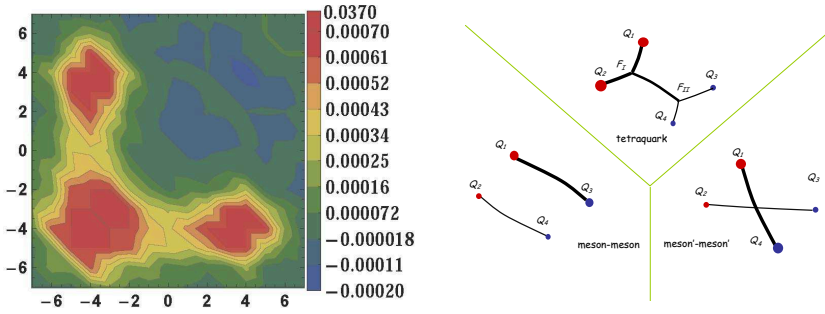 6
4
2
0
−2
−4
−6
−6 −4 −2 0 2 4 6
0.0370
0.00070
0.00061
0.00052
0.00043
0.00034
0.00025
0.00016
0.000072
−0.000018
−0.00011
−0.00020
Q1
Q2
FI
FII
Q3
Q4
tetraquark
Q1
Q2
Q3
Q4
meson-meson
Q1
Q2
Q3
Q4
meson'-meson'